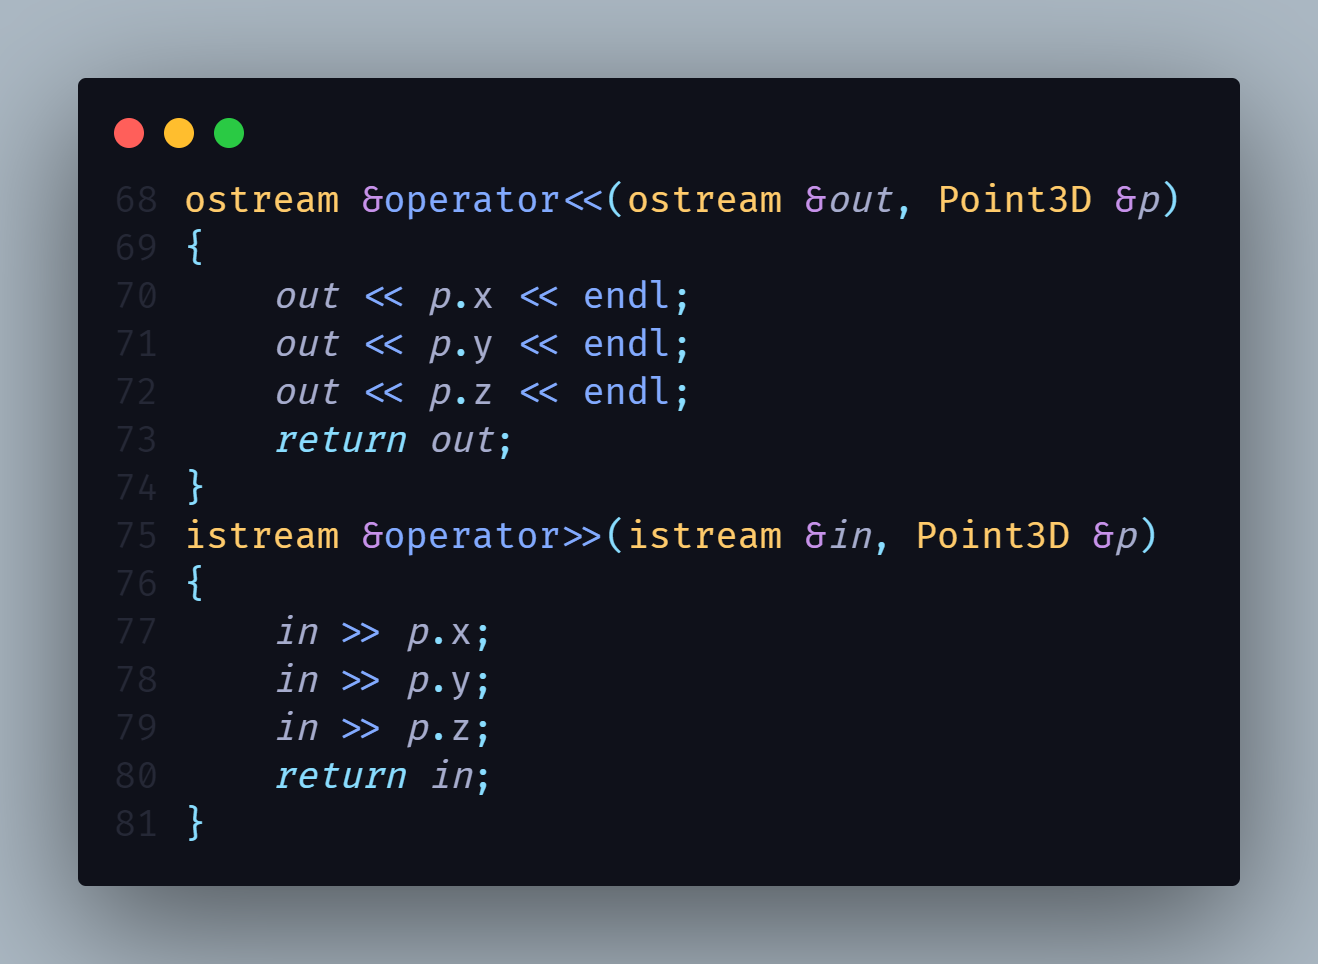 68 ostream &operator<<(ostream &out, Point3D &p)
69 {
70     out << p.x << endl;
71     out << p.y << endl;
72     out << p.z << endl;
73     return out;
74 }
75 istream &operator>>(istream &in, Point3D &p)
76 {
77     in >> p.x;
78     in >> p.y;
79     in >> p.z;
80     return in;
81 }